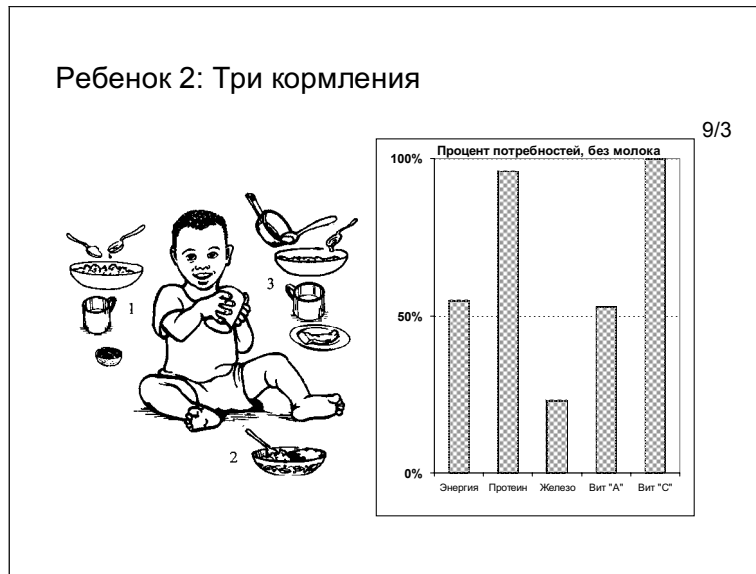 Ребенок 2: Три кормления
9/3
1
3
2
Процент потребностей, без молока
100%
50%
0%
Энергия Протеин Железо Вит "А" Вит "С"